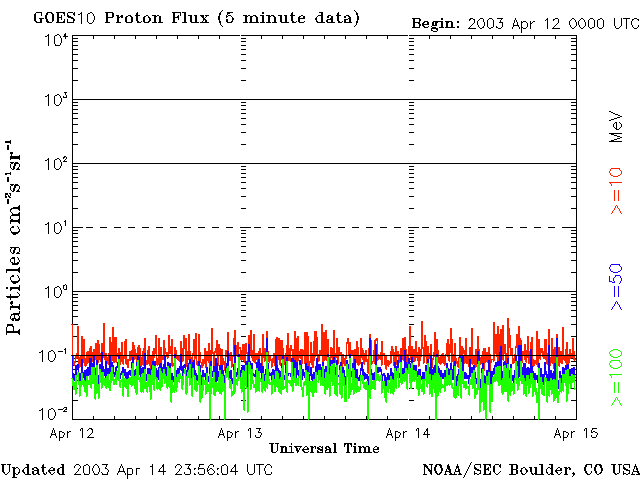 GOES10 Proton Flux (5 minute data)
Begin: 2003 Apr 12 0000 UTC
Particles cm⁻²s⁻¹sr⁻¹
10⁴
10³
10²
10¹
10⁰
10⁻¹
10⁻²
MeV
>=10
>=50
>=100
Apr 12 Apr 13 Apr 14 Apr 15
Universal Time
Updated 2003 Apr 14 23:56:04 UTC
NOAA/SEC Boulder, CO USA